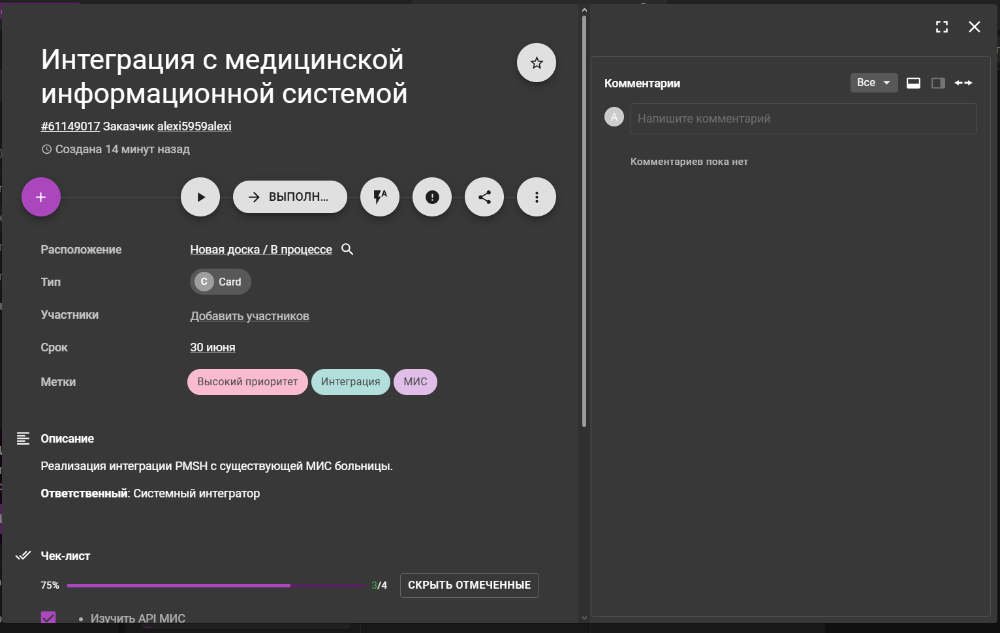 Интеграция с медицинской
информационной системой
#61149017 Заказчик alexi5959alexi
Создана 14 минут назад
ВЫПОЛН...
A
Расположение
Новая доска / В процессе
Тип
C Card
Участники
Добавить участников
Срок
30 июня
Метки
Высокий приоритет Интеграция МИС
Описание
Реализация интеграции PMSH с существующей МИС больницы.
Ответственный: Системный интегратор
Чек-лист
75% 3/4 СКРЫТЬ ОТМЕЧЕННЫЕ
• Изучить API МИС
Комментарии
Все
A
Напишите комментарий
Комментариев пока нет